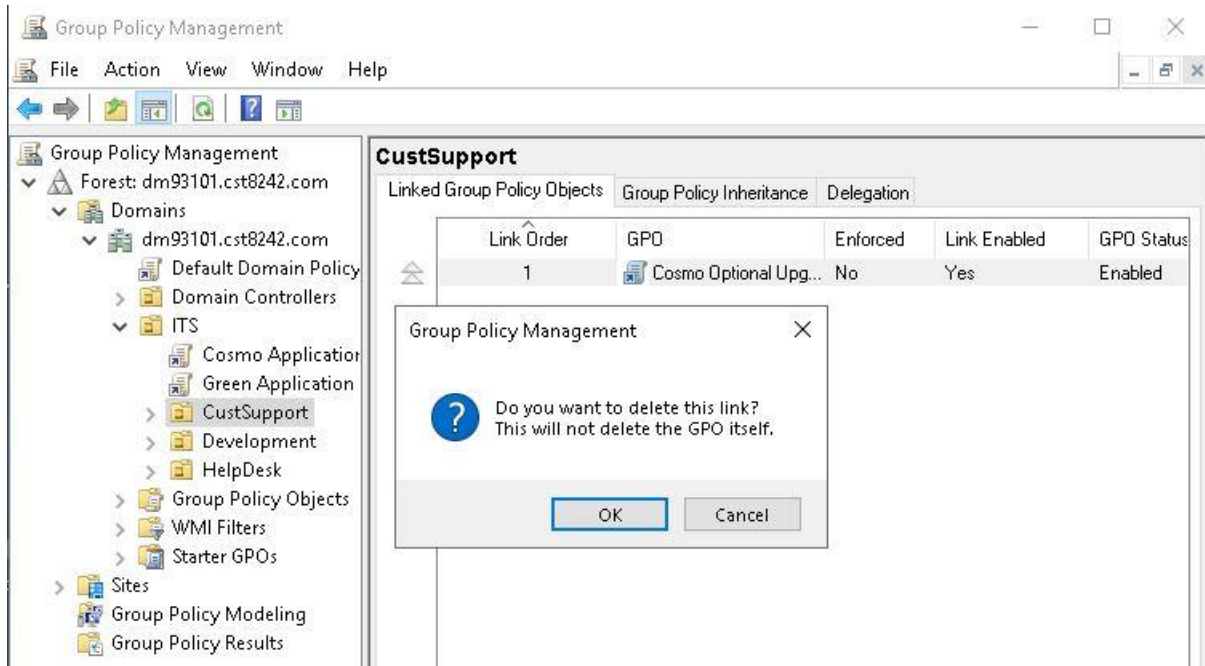 Group Policy Management
File Action View Window Help
Group Policy Management
Forest: dm93101.cst8242.com
Domains
dm93101.cst8242.com
Default Domain Policy
Domain Controllers
ITS
Cosmo Application
Green Application
CustSupport
Development
HelpDesk
Group Policy Objects
WMI Filters
Starter GPOs
Sites
Group Policy Modeling
Group Policy Results
CustSupport
Linked Group Policy Objects Group Policy Inheritance Delegation
Link Order GPO Enforced Link Enabled GPO Status
1 Cosmo Optional Upg... No Yes Enabled
Group Policy Management
Do you want to delete this link?
This will not delete the GPO itself.
OK Cancel